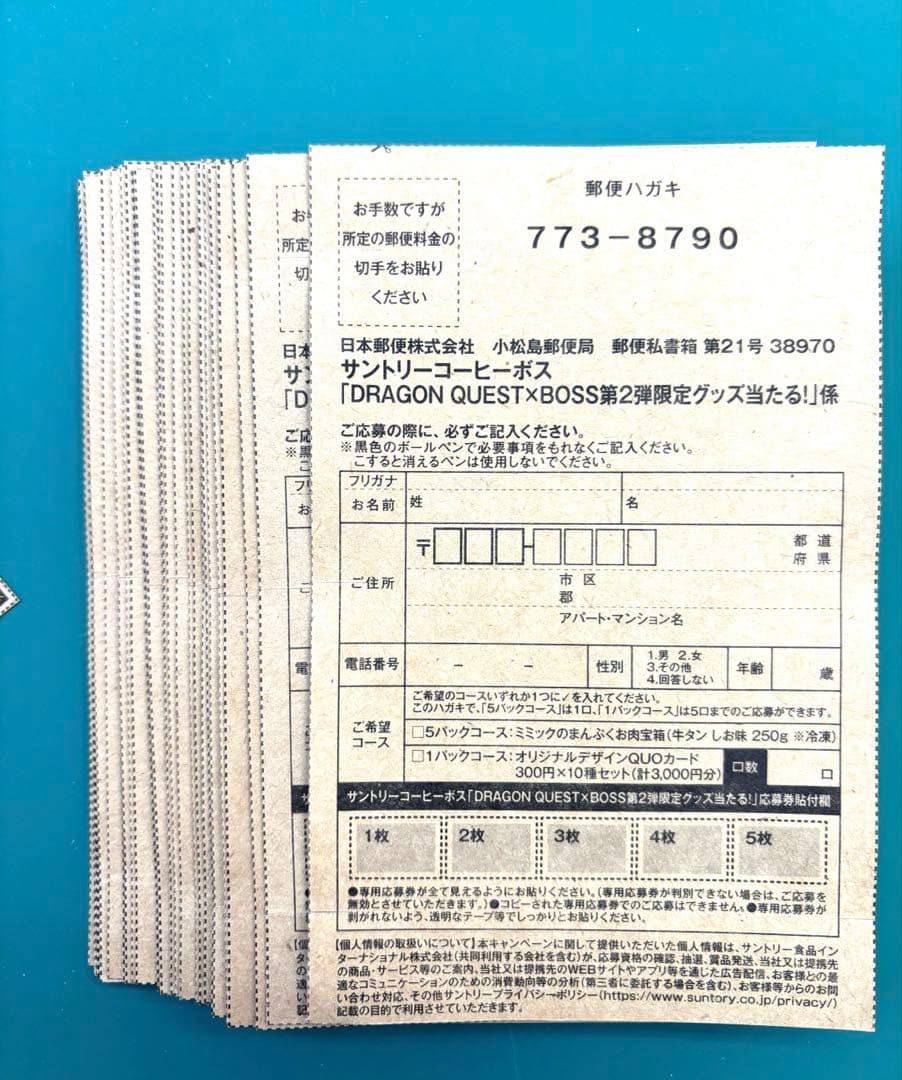 郵便ハガキ
773-8790
お手数ですが
所定の郵便料金の
切手をお貼り
ください
日本郵便株式会社 小松島郵便局 郵便私書箱 第21号 38970
サントリーコーヒーボス
「DRAGON QUEST×BOSS第2弾限定グッズ当たる!」係
ご応募の際に、必ずご記入ください。
※黒色のボールペンで必要事項をもれなくご記入ください。
こすると消えるペンは使用しないでください。
フリガナ
お名前 姓 名
〒 都 道
府 県
ご住所 市 区
郡
アパート・マンション名
電話番号 － － 性別 1.男 2.女 年齢 歳
3.その他
4.回答しない
ご希望のコースいずれか1つに✓を入れてください。
このハガキで、「5パックコース」は1口、「1パックコース」は5口までのご応募ができます。
ご希望
コース
□5パックコース:ミミックのまんぷくお肉宝箱(牛タン しお味 250g ※冷凍)
□1パックコース:オリジナルデザインQUOカード
300円×10種セット(計3,000円分) 口数 口
サントリーコーヒーボス「DRAGON QUEST×BOSS第2弾限定グッズ当たる!」応募券貼付欄
1枚 2枚 3枚 4枚 5枚
●専用応募券が全て見えるようにお貼りください。(専用応募券が判別できない場合は、ご応募を
無効とさせていただきます。)●コピーされた専用応募券でのご応募はできません。●専用応募券が
剥がれないよう、透明なテープ等でしっかりとお貼りください。
【個人情報の取扱いについて】本キャンペーンに関して提供いただいた個人情報は、サントリー食品イン
ターナショナル株式会社(共同利用する会社を含む)が、応募資格の確認、抽選、賞品発送、当社又は提携先
の商品・サービス等のご案内、当社又は提携先のWEBサイトやアプリ等を通じた広告配信、お客様との最
適なコミュニケーションのための消費動向等の分析(第三者に委託する場合を含む)、お客様等からのお問
い合わせ対応、その他サントリープライバシーポリシー(https://www.suntory.co.jp/privacy/)
記載の目的で利用させていただきます。